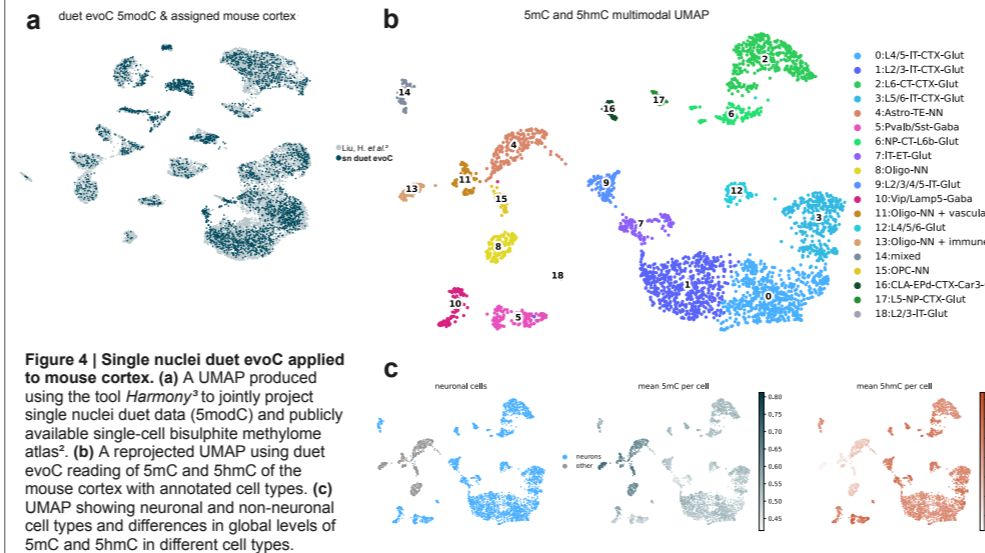 a
duet evoC 5modC & assigned mouse cortex
Liu, H. et al.²
sn duet evoC
b
5mC and 5hmC multimodal UMAP
2
14
17
16
6
4
11
13
9
15
12
3
7
8
18
1
0
10
5
0:L4/5-IT-CTX-Glut
1:L2/3-IT-CTX-Glut
2:L6-CT-CTX-Glut
3:L5/6-IT-CTX-Glut
4:Astro-TE-NN
5:Pvalb/Sst-Gaba
6:NP-CT-L6b-Glut
7:IT-ET-Glut
8:Oligo-NN
9:L2/3/4/5-IT-Glut
10:Vip/Lamp5-Gaba
11:Oligo-NN + vascula
12:L4/5/6-Glut
13:Oligo-NN + immune
14:mixed
15:OPC-NN
16:CLA-EPd-CTX-Car3-
17:L5-NP-CTX-Glut
18:L2/3-IT-Glut
Figure 4 | Single nuclei duet evoC applied
to mouse cortex. (a) A UMAP produced
using the tool Harmony³ to jointly project
single nuclei duet data (5modC) and publicly
available single-cell bisulphite methylome
atlas². (b) A reprojected UMAP using duet
evoC reading of 5mC and 5hmC of the
mouse cortex with annotated cell types. (c)
UMAP showing neuronal and non-neuronal
cell types and differences in global levels of
5mC and 5hmC in different cell types.
c
neuronal cells
neurons
other
mean 5mC per cell
0.80
0.75
0.70
0.65
0.60
0.55
0.50
0.45
mean 5hmC per cell